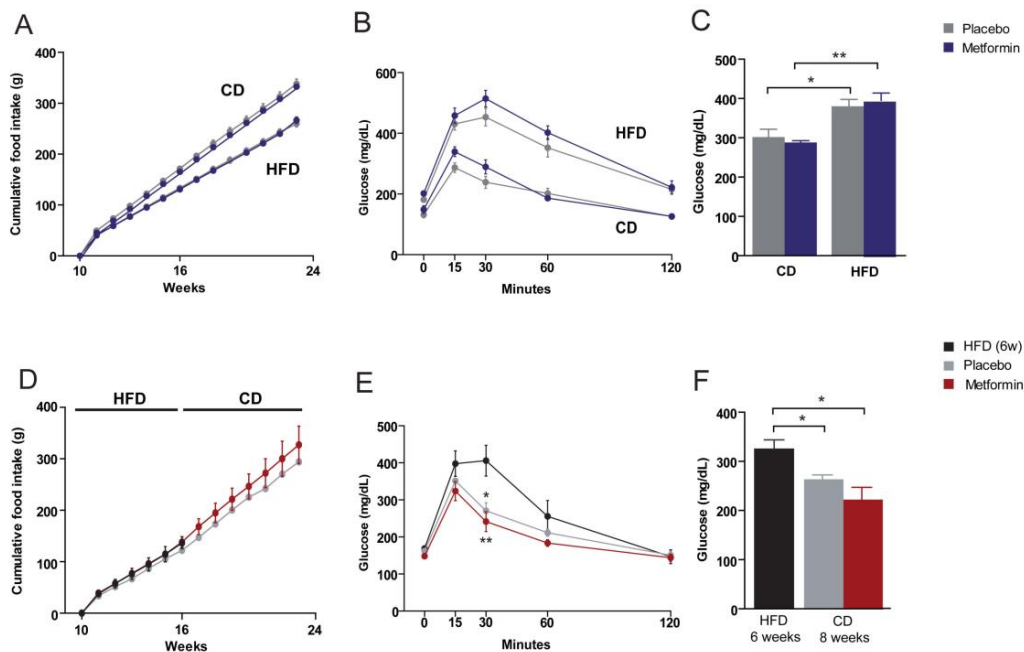 A
Cumulative food intake (g)
400
300
200
100
0
CD
HFD
10
16
24
Weeks
B
Glucose (mg/dL)
600
400
200
0
HFD
CD
0
15
30
60
120
Minutes
C
Glucose (mg/dL)
500
400
300
200
100
0
*
**
CD
HFD
Placebo
Metformin
D
HFD
CD
Cumulative food intake (g)
400
300
200
100
0
10
16
24
Weeks
E
Glucose (mg/dL)
500
400
300
200
100
0
*
**
0
15
30
60
120
Minutes
HFD (6w)
Placebo
Metformin
F
Glucose (mg/dL)
400
300
200
100
0
*
*
HFD
6 weeks
CD
8 weeks